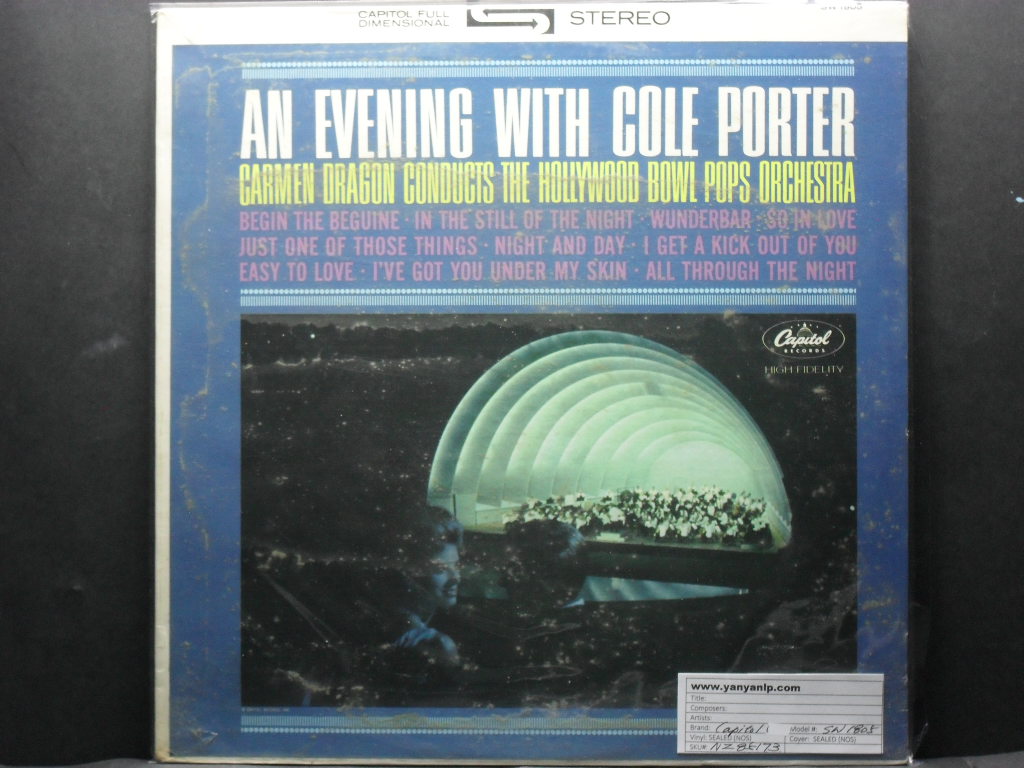 CAPITOL FULL
DIMENSIONAL
STEREO
AN EVENING WITH COLE PORTER
CARMEN DRAGON CONDUCTS THE HOLLYWOOD BOWL POPS ORCHESTRA
BEGIN THE BEGUINE · IN THE STILL OF THE NIGHT · WUNDERBAR · SO IN LOVE
JUST ONE OF THOSE THINGS · NIGHT AND DAY · I GET A KICK OUT OF YOU
EASY TO LOVE · I'VE GOT YOU UNDER MY SKIN · ALL THROUGH THE NIGHT
Capitol
RECORDS
HIGH FIDELITY
www.yanyanlp.com
Title:
Composers:
Artists:
Brand: Capitol Model #: SW 1805
Vinyl: SEALED (NOS) Cover: SEALED (NOS)
SKU#: NZ8E173